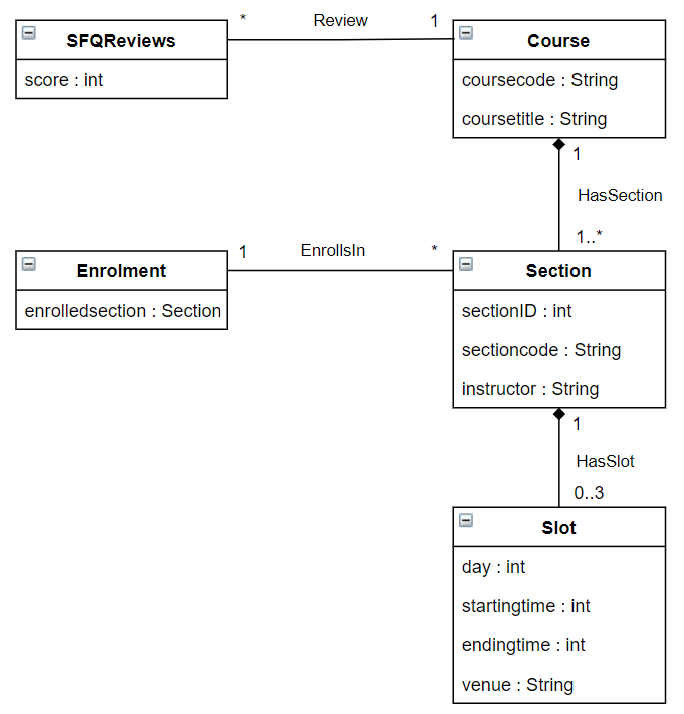 * Review 1
SFQReviews
score : int
Course
coursecode : String
coursetitle : String
1
HasSection
1..*
1 EnrollsIn *
Enrolment
enrolledsection : Section
Section
sectionID : int
sectioncode : String
instructor : String
1
HasSlot
0..3
Slot
day : int
startingtime : int
endingtime : int
venue : String